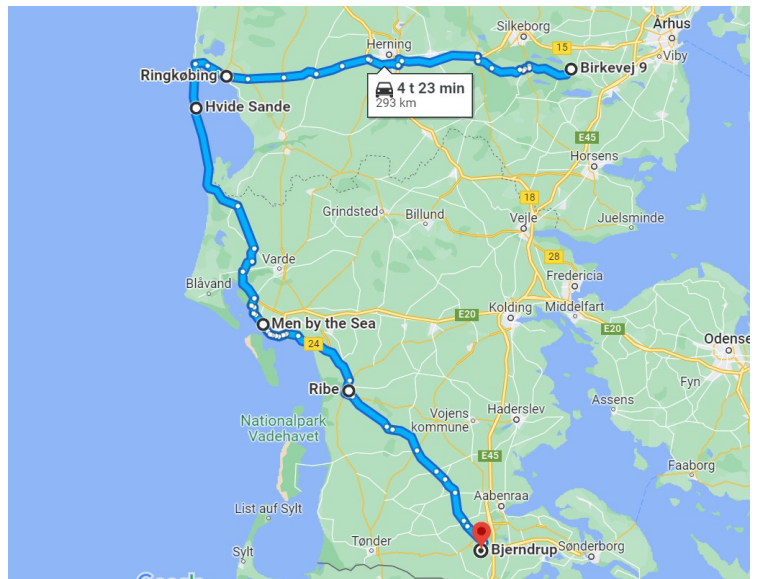 Århus
Silkeborg
15
Herning
Viby
Birkevej 9
Ringkøbing
4 t 23 min
293 km
Hvide Sande
E45
Horsens
18
Grindsted
Billund
Vejle
Juelsminde
28
Varde
Fredericia
Blåvand
Kolding
Middelfart
E20
Men by the Sea
E20
24
Odense
Ribe
Fyn
Assens
Nationalpark
Vadehavet
Vojens
kommune
Haderslev
E45
Faaborg
Aabenraa
List auf Sylt
Tønder
Bjerndrup
Sønderborg
Sylt